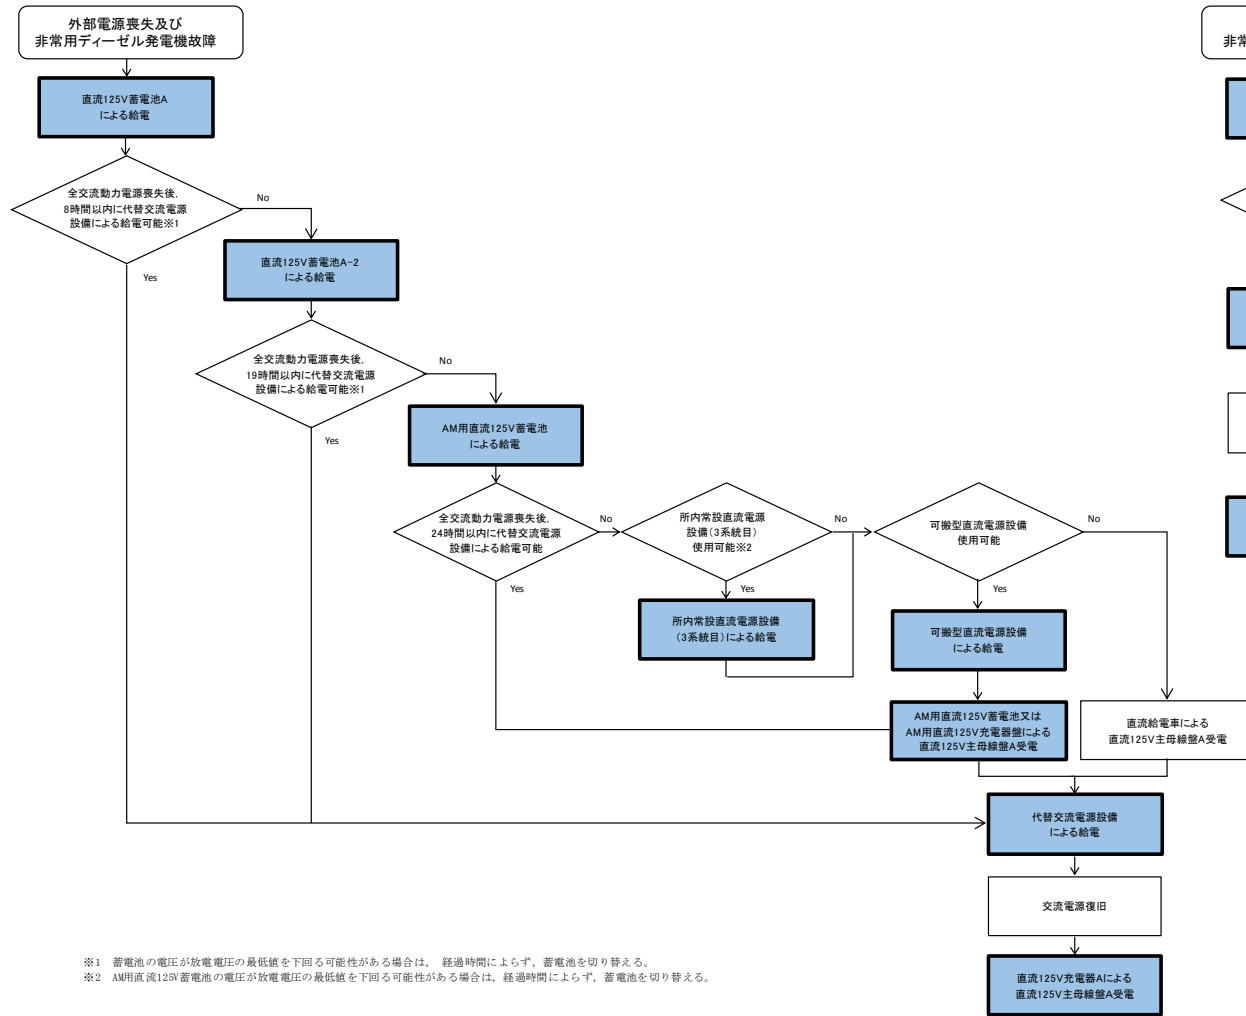 外部電源喪失及び
非常用ディーゼル発電機故障
直流125V蓄電池A
による給電
全交流動力電源喪失後,
8時間以内に代替交流電源
設備による給電可能※1
No
Yes
直流125V蓄電池A-2
による給電
全交流動力電源喪失後,
19時間以内に代替交流電源
設備による給電可能※1
No
Yes
AM用直流125V蓄電池
による給電
全交流動力電源喪失後,
24時間以内に代替交流電源
設備による給電可能
No
Yes
所内常設直流電源
設備(3系統目)
使用可能※2
No
Yes
所内常設直流電源設備
(3系統目)による給電
可搬型直流電源設備
使用可能
No
Yes
可搬型直流電源設備
による給電
AM用直流125V蓄電池又は
AM用直流125V充電器盤による
直流125V主母線盤A受電
直流給電車による
直流125V主母線盤A受電
代替交流電源設備
による給電
交流電源復旧
直流125V充電器Aによる
直流125V主母線盤A受電
非常
※1 蓄電池の電圧が放電電圧の最低値を下回る可能性がある場合は, 経過時間によらず, 蓄電池を切り替える。
※2 AM用直流125V蓄電池の電圧が放電電圧の最低値を下回る可能性がある場合は, 経過時間によらず, 蓄電池を切り替える。